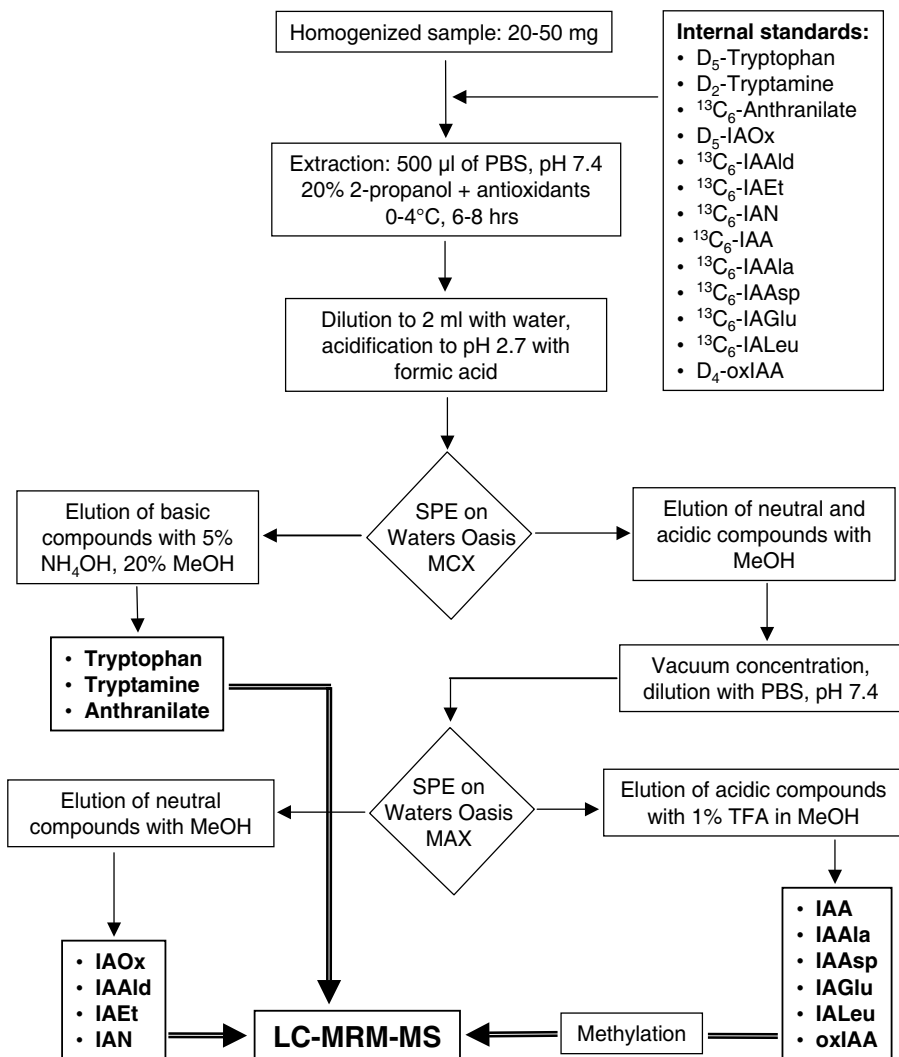 Homogenized sample: 20-50 mg
Internal standards:
• D₅-Tryptophan
• D₂-Tryptamine
• ¹³C₆-Anthranilate
• D₅-IAOx
• ¹³C₆-IAAld
• ¹³C₆-IAEt
• ¹³C₆-IAN
• ¹³C₆-IAA
• ¹³C₆-IAAla
• ¹³C₆-IAAsp
• ¹³C₆-IAGlu
• ¹³C₆-IALeu
• D₄-oxIAA
Extraction: 500 µl of PBS, pH 7.4
20% 2-propanol + antioxidants
0-4°C, 6-8 hrs
Dilution to 2 ml with water,
acidification to pH 2.7 with
formic acid
SPE on
Waters Oasis
MCX
Elution of basic
compounds with 5%
NH₄OH, 20% MeOH
Elution of neutral and
acidic compounds with
MeOH
• Tryptophan
• Tryptamine
• Anthranilate
Vacuum concentration,
dilution with PBS, pH 7.4
SPE on
Waters Oasis
MAX
Elution of neutral
compounds with MeOH
Elution of acidic compounds
with 1% TFA in MeOH
• IAOx
• IAAld
• IAEt
• IAN
• IAA
• IAAla
• IAAsp
• IAGlu
• IALeu
• oxIAA
Methylation
LC-MRM-MS